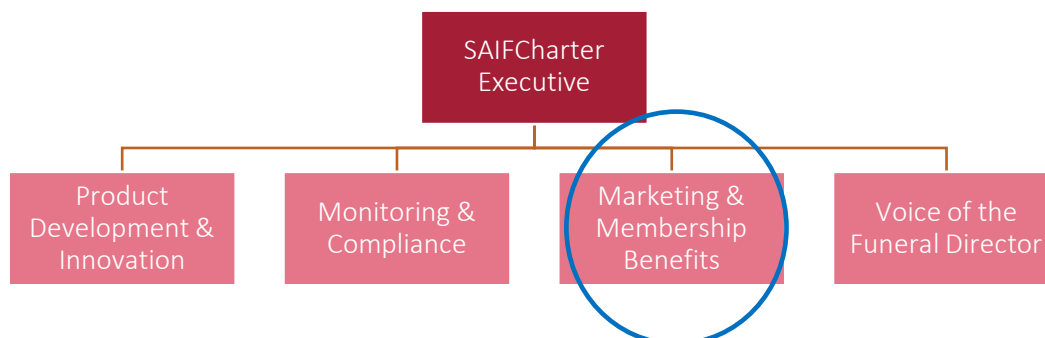 SAIFCharter
Executive
Product
Development &
Innovation
Monitoring &
Compliance
Marketing &
Membership
Benefits
Voice of the
Funeral Director